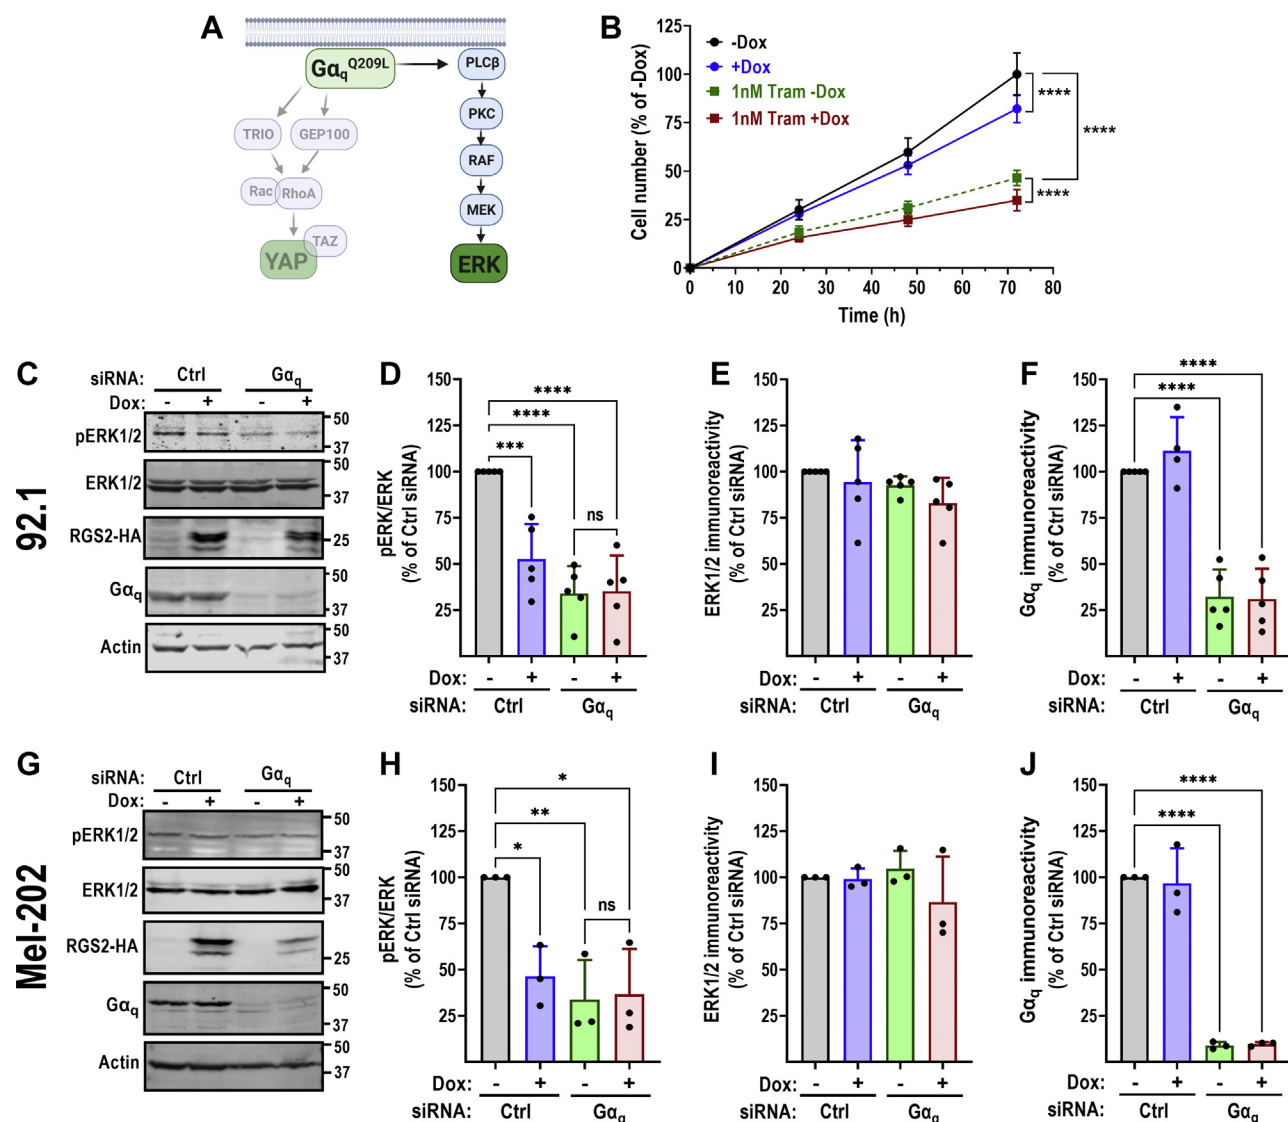 A
Gαq Q209L
PLCβ
TRIO
GEP100
PKC
Rac
RhoA
RAF
MEK
TAZ
YAP
ERK
B
Cell number (% of -Dox)
125
100
75
50
25
0
-Dox
+Dox
1nM Tram -Dox
1nM Tram +Dox
****
****
****
0 10 20 30 40 50 60 70 80
Time (h)
92.1
C
siRNA: Ctrl Gαq
Dox: - + - +
pERK1/2
50
37
ERK1/2
50
37
RGS2-HA
25
Gαq
50
37
Actin
50
37
D
pERK/ERK
(% of Ctrl siRNA)
150
125
100
75
50
25
****
****
***
ns
Dox: - + - +
siRNA: Ctrl Gαq
E
ERK1/2 immunoreactivity
(% of Ctrl siRNA)
150
125
100
75
50
25
Dox: - + - +
siRNA: Ctrl Gαq
F
Gαq immunoreactivity
(% of Ctrl siRNA)
150
125
100
75
50
25
****
****
Dox: - + - +
siRNA: Ctrl Gαq
Mel-202
G
siRNA: Ctrl Gαq
Dox: - + - +
pERK1/2
50
37
ERK1/2
50
37
RGS2-HA
25
Gαq
50
37
Actin
50
37
H
pERK/ERK
(% of Ctrl siRNA)
150
125
100
75
50
25
*
**
*
ns
Dox: - + - +
siRNA: Ctrl Gαq
I
ERK1/2 immunoreactivity
(% of Ctrl siRNA)
150
125
100
75
50
25
Dox: - + - +
siRNA: Ctrl Gαq
J
Gαq immunoreactivity
(% of Ctrl siRNA)
150
125
100
75
50
25
****
****
Dox: - + - +
siRNA: Ctrl Gαq